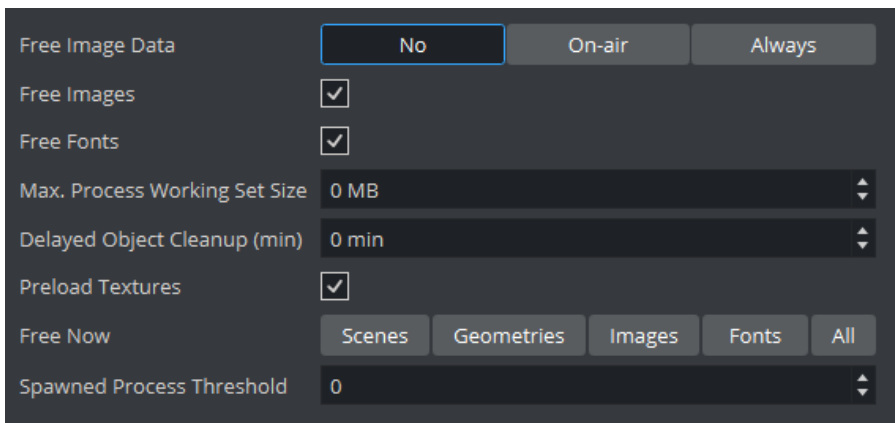 Free Image Data No On-air Always
Free Images
Free Fonts
Max. Process Working Set Size 0 MB
Delayed Object Cleanup (min) 0 min
Preload Textures
Free Now Scenes Geometries Images Fonts All
Spawned Process Threshold 0